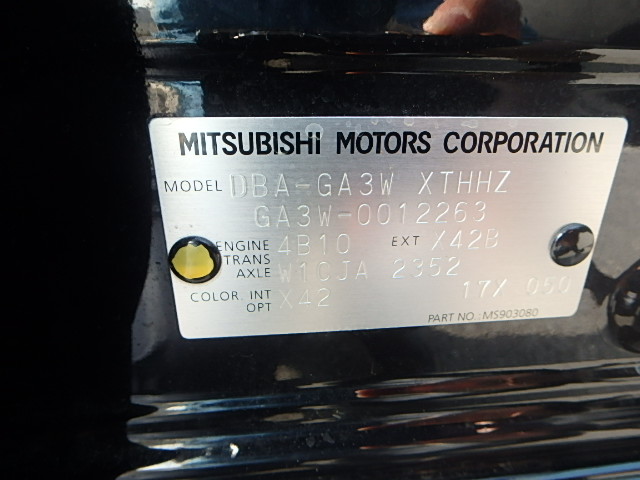 MITSUBISHI MOTORS CORPORATION
MODEL DBA-GA3W XTHHZ
GA3W-0012263
ENGINE 4B10 EXT /42B
TRANS AXLE W1CJA 2352
COLOR. INT X42 17X .050
OPT
PART NO.: MS903080